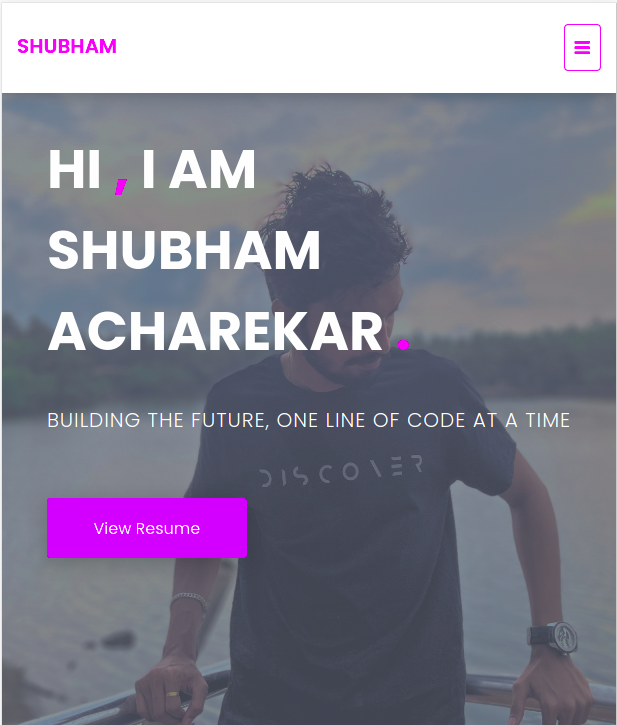 SHUBHAM
HI , I AM
SHUBHAM
ACHAREKAR .
BUILDING THE FUTURE, ONE LINE OF CODE AT A TIME
DISCOVER
View Resume